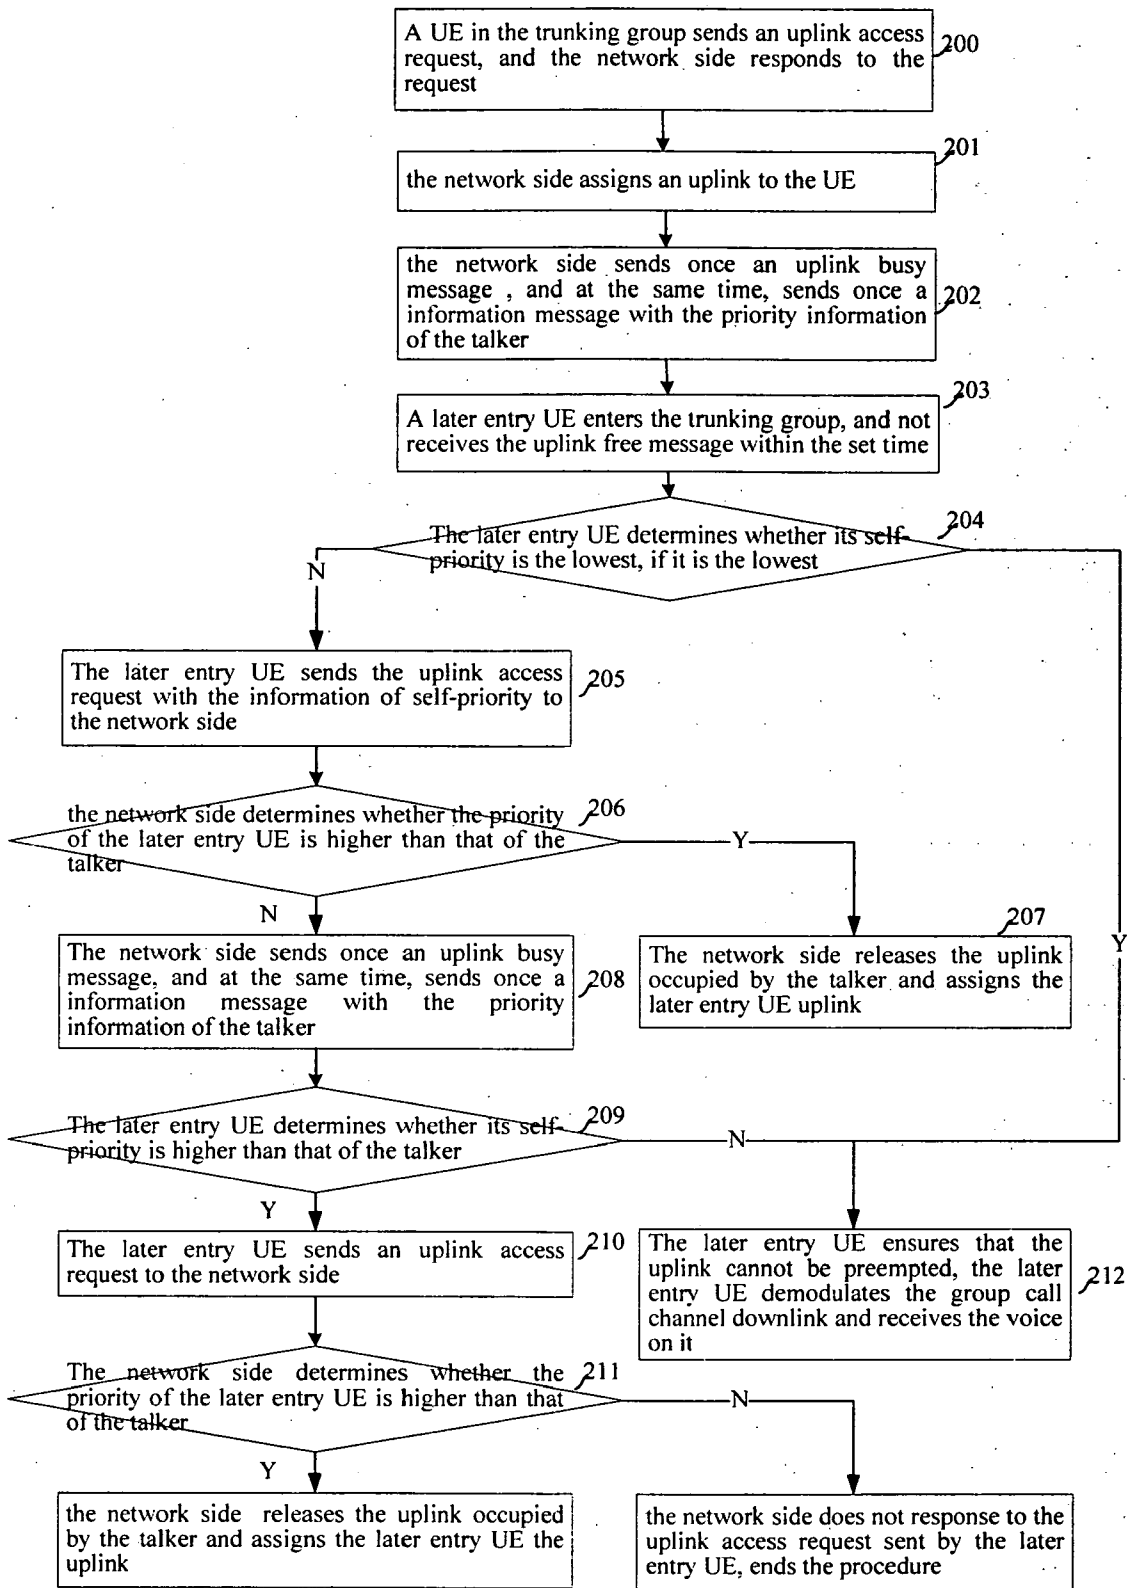 A UE in the trunking group sends an uplink access
request, and the network side responds to the
request
200
201
the network side assigns an uplink to the UE
the network side sends once an uplink busy
message , and at the same time, sends once a
information message with the priority information
of the talker
202
203
A later entry UE enters the trunking group, and not
receives the uplink free message within the set time
204
The later entry UE determines whether its self-
priority is the lowest, if it is the lowest
N
The later entry UE sends the uplink access
request with the information of self-priority to
the network side
205
206
the network side determines whether the priority
of the later entry UE is higher than that of the
talker
Y
N
207
Y
The network side sends once an uplink busy
message, and at the same time, sends once a
information message with the priority
information of the talker
208
The network side releases the uplink
occupied by the talker and assigns the
later entry UE uplink
209
The later entry UE determines whether its self-
priority is higher than that of the talker
N
Y
The later entry UE sends an uplink access
request to the network side
210
The later entry UE ensures that the
uplink cannot be preempted, the later
entry UE demodulates the group call
channel downlink and receives the voice
on it
212
211
The network side determines whether the
priority of the later entry UE is higher than that
of the talker
N
Y
the network side releases the uplink occupied
by the talker and assigns the later entry UE the
uplink
the network side does not response to the
uplink access request sent by the later
entry UE, ends the procedure